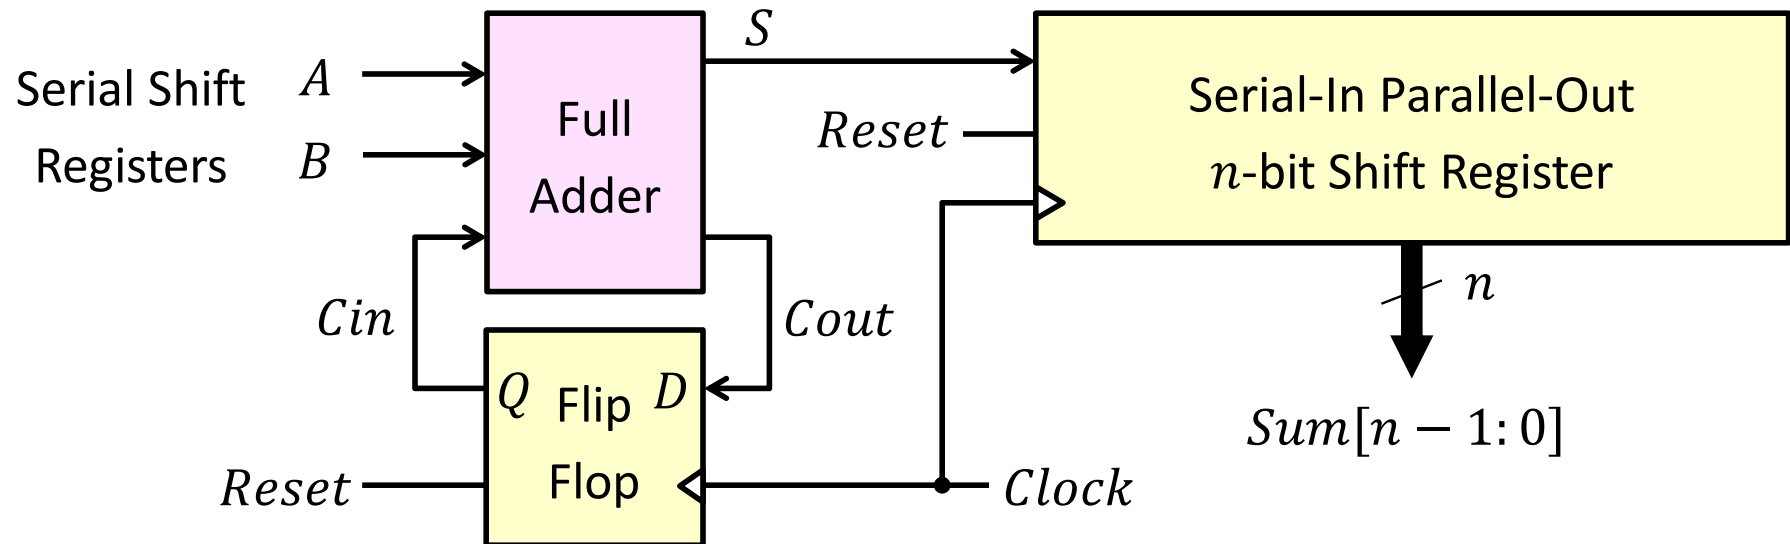 Serial Shift
Registers
A
B
Full
Adder
S
Reset
Serial-In Parallel-Out
n-bit Shift Register
Cin
Cout
n
Q
Flip
Flop
D
Sum[n − 1: 0]
Reset
Clock